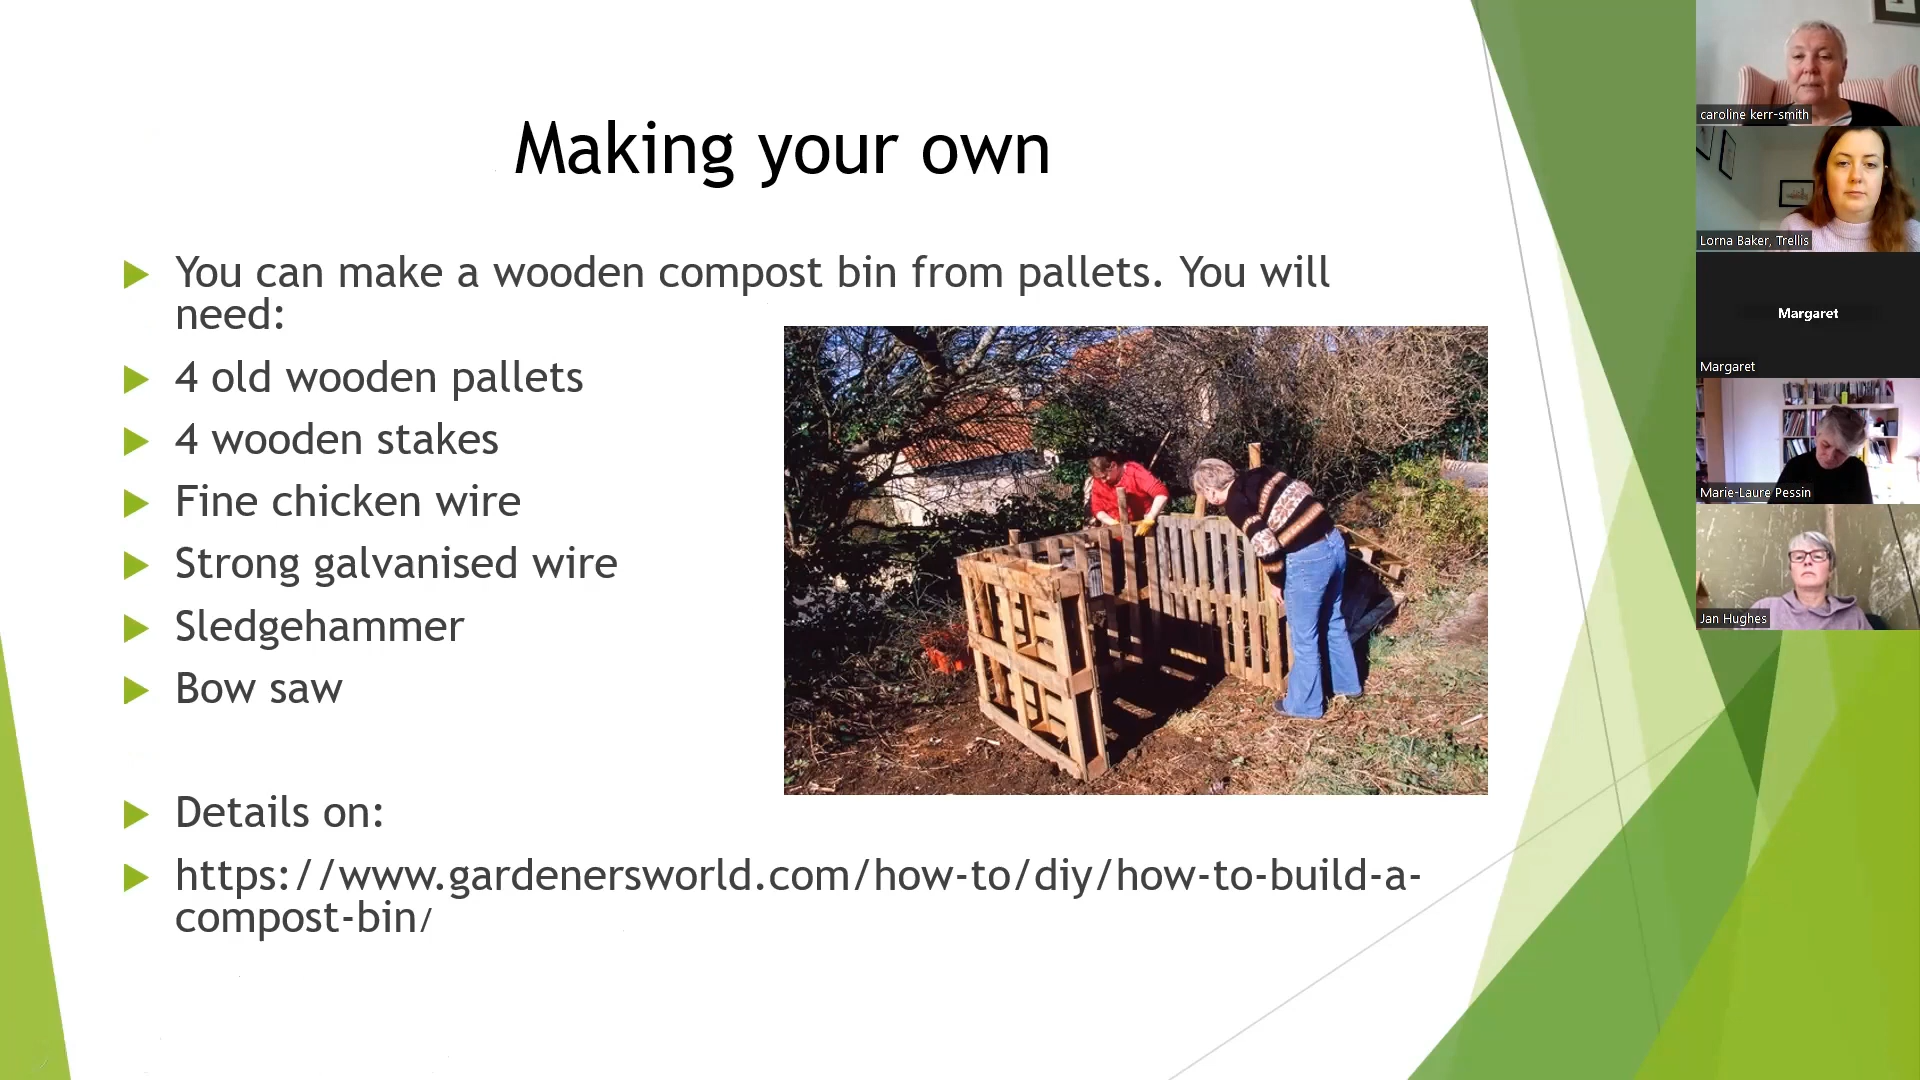 Making your own
You can make a wooden compost bin from pallets. You will
need:
4 old wooden pallets
4 wooden stakes
Fine chicken wire
Strong galvanised wire
Sledgehammer
Bow saw
Details on:
https://www.gardenersworld.com/how-to/diy/how-to-build-a-
compost-bin/
caroline kerr-smith
Lorna Baker, Trellis
Margaret
Margaret
Marie-Laure Pessin
Jan Hughes